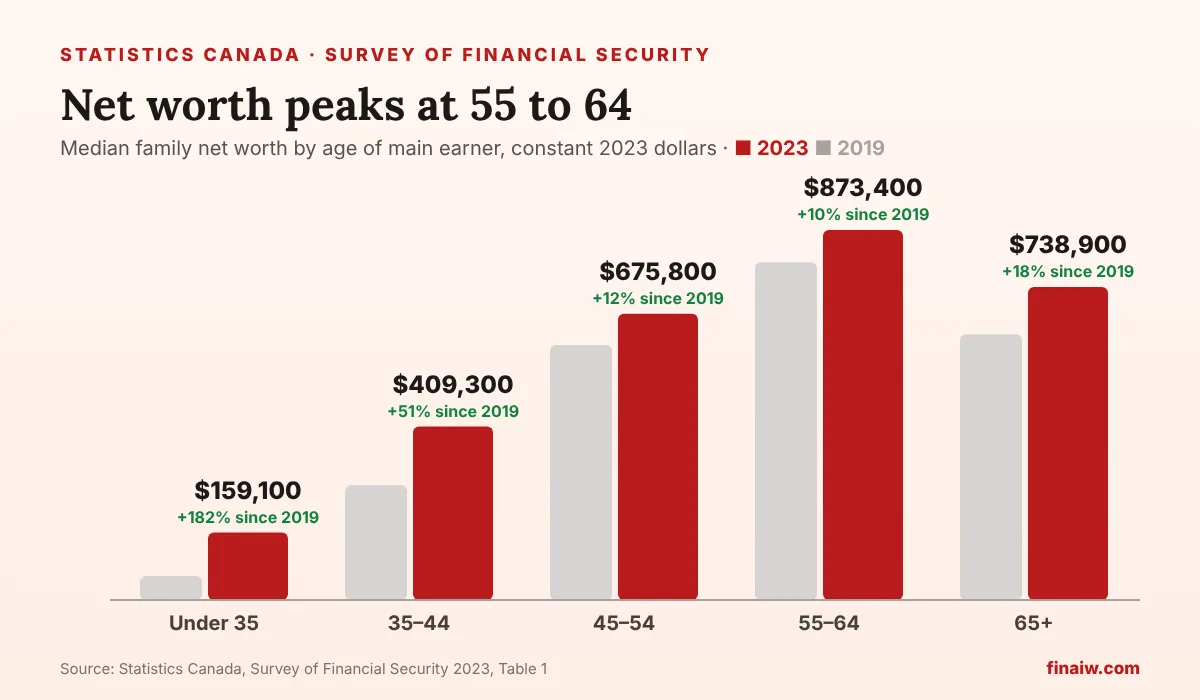 STATISTICS CANADA · SURVEY OF FINANCIAL SECURITY
Net worth peaks at 55 to 64
Median family net worth by age of main earner, constant 2023 dollars · 2023 2019
$873,400
+10% since 2019
$738,900
+18% since 2019
$675,800
+12% since 2019
$409,300
+51% since 2019
$159,100
+182% since 2019
Under 35 35–44 45–54 55–64 65+
Source: Statistics Canada, Survey of Financial Security 2023, Table 1 finaiw.com